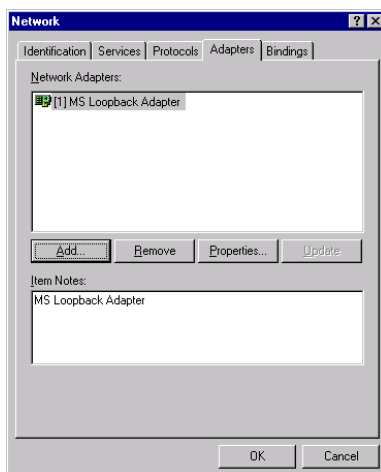 Network
Identification Services Protocols Adapters Bindings
Network Adapters:
[1] MS Loopback Adapter
Add... Remove Properties... Update
Item Notes:
MS Loopback Adapter
OK Cancel